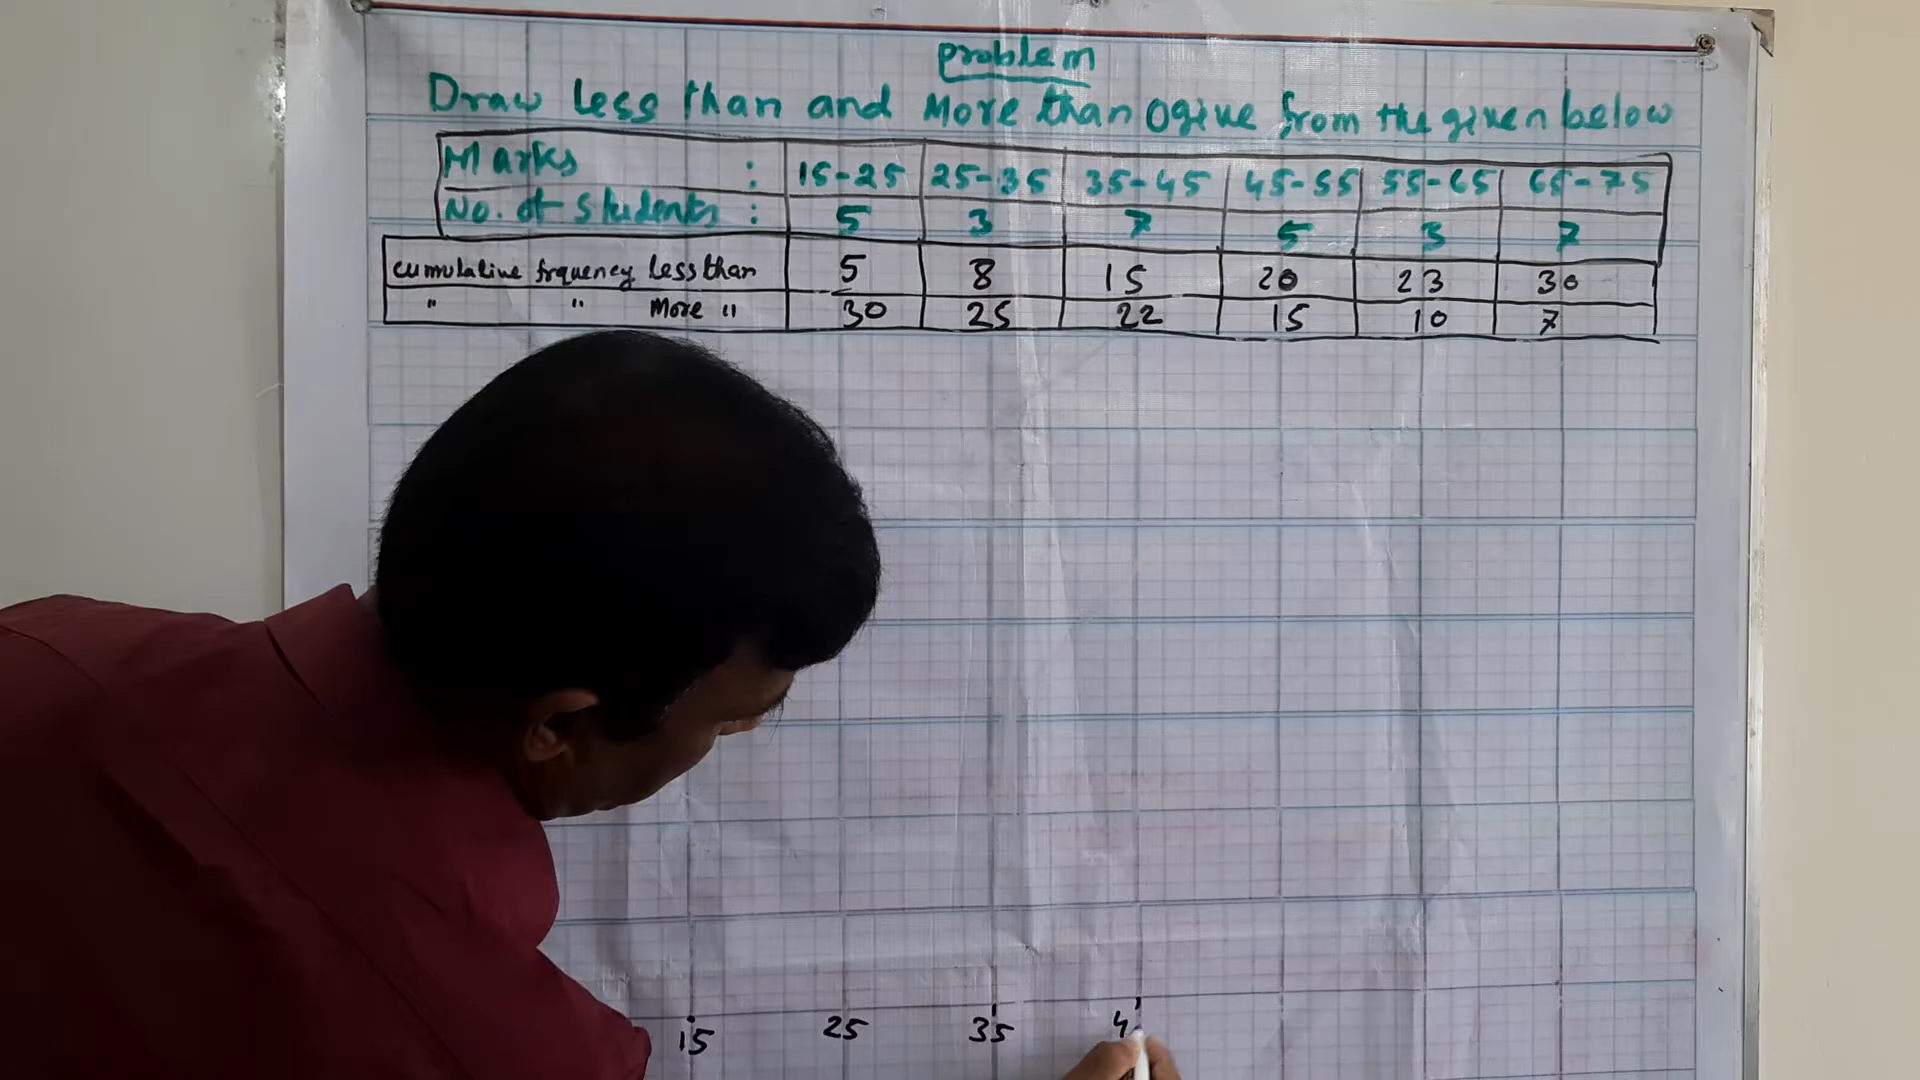 problem
Draw Less than and More than Ogive from the given below
Marks : 15-25 25-35 35-45 45-55 55-65 65-75
No. of students : 5 3 7 5 3 7
cumulative frquency less than 5 8 15 20 23 30
" " More " 30 25 22 15 10 7
15 25 35 4